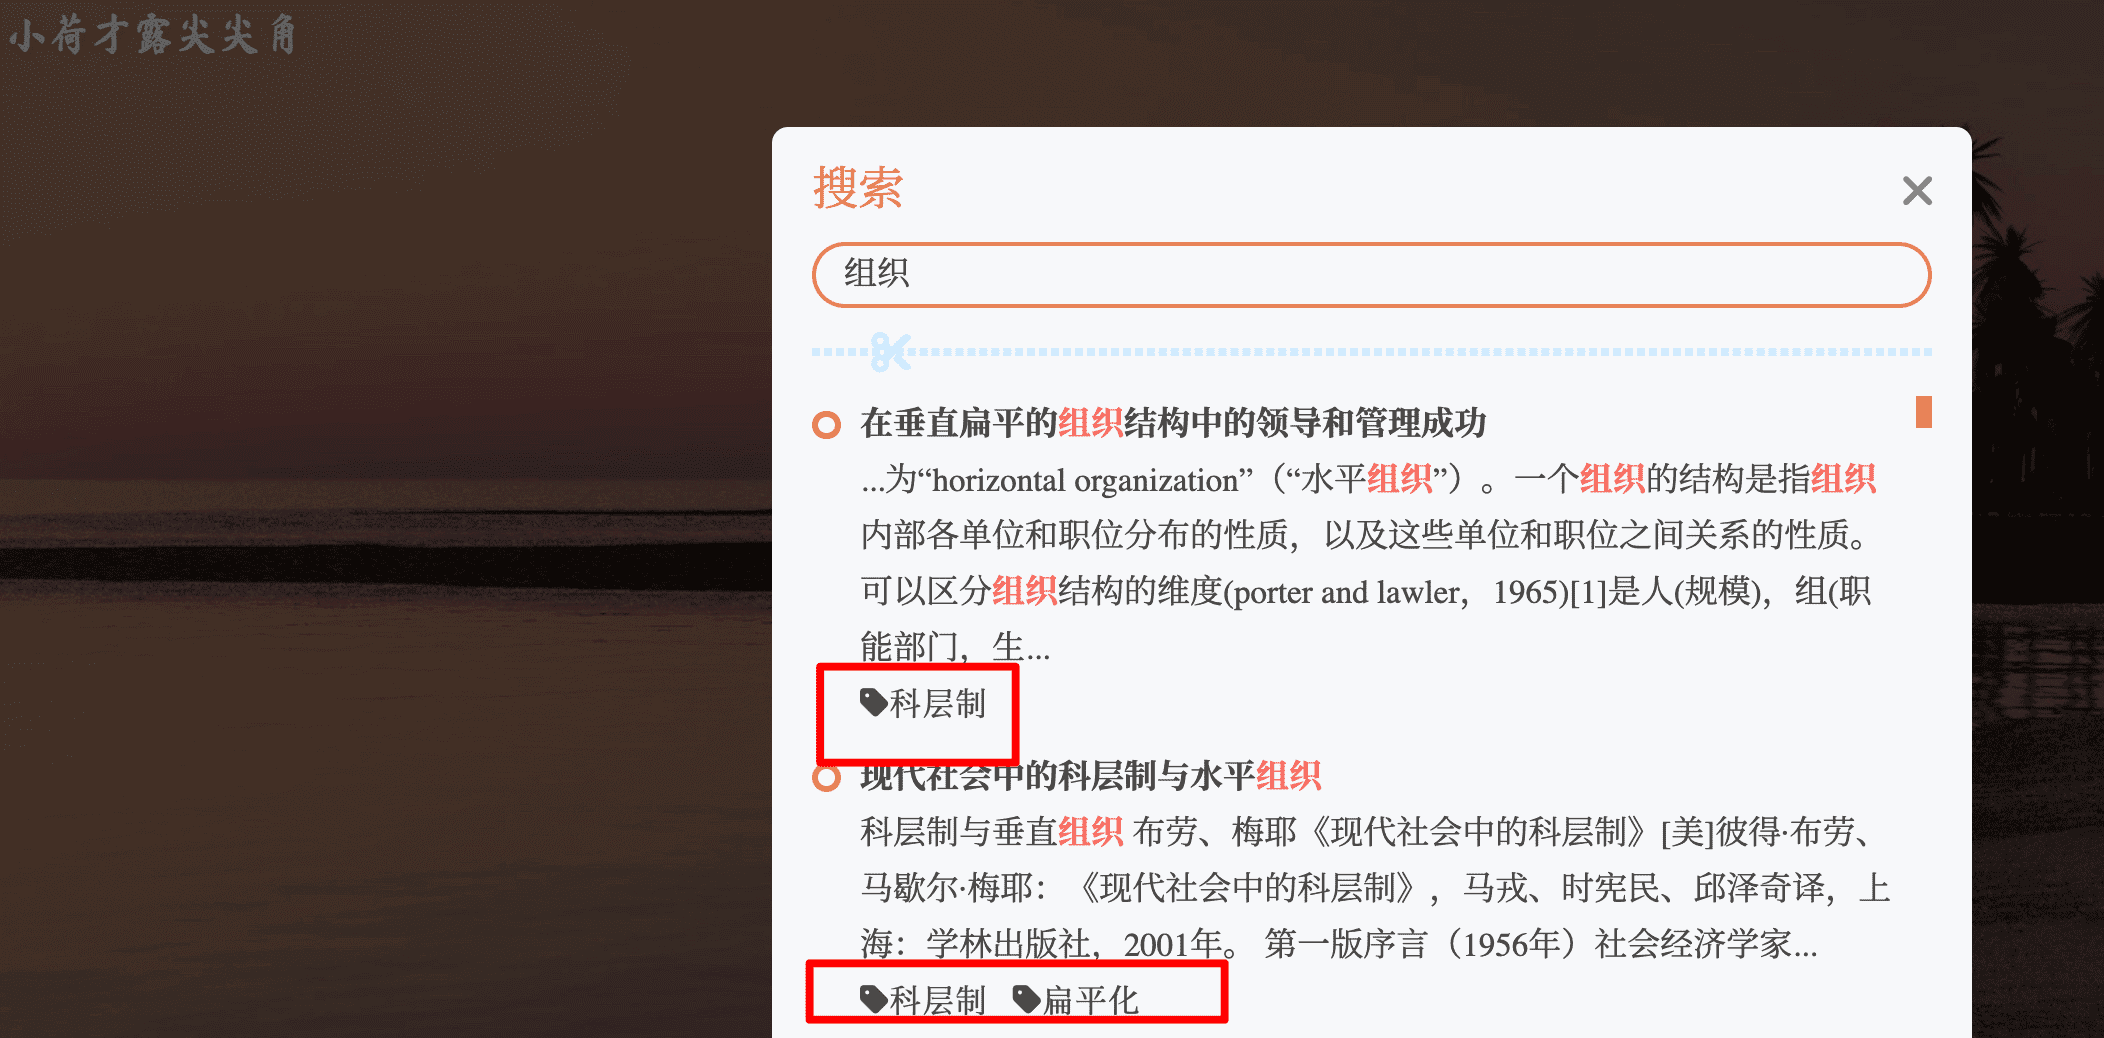 小荷才露尖尖角
搜索
组织
在垂直扁平的组织结构中的领导和管理成功
...为“horizontal organization”（“水平组织”）。一个组织的结构是指组织
内部各单位和职位分布的性质，以及这些单位和职位之间关系的性质。
可以区分组织结构的维度(porter and lawler，1965)[1]是人(规模)，组(职
能部门，生...
科层制
现代社会中的科层制与水平组织
科层制与垂直组织 布劳、梅耶《现代社会中的科层制》[美]彼得·布劳、
马歇尔·梅耶：《现代社会中的科层制》，马戎、时宪民、邱泽奇译，上
海：学林出版社，2001年。 第一版序言（1956年）社会经济学家...
科层制 扁平化